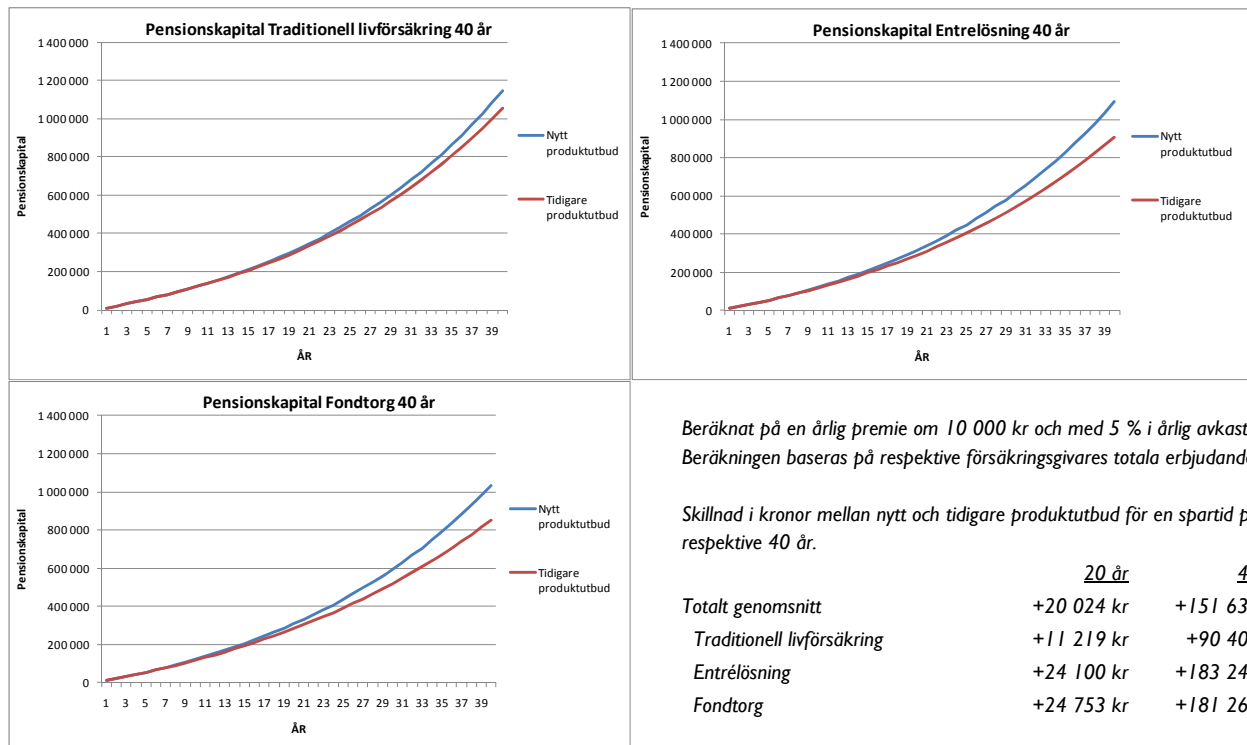 Pensionskapital Traditionell livförsäkring 40 år
1 400 000
1 200 000
1 000 000
800 000
600 000
400 000
200 000
0
Pensionskapital
1 3 5 7 9 11 13 15 17 19 21 23 25 27 29 31 33 35 37 39
ÅR
Nytt
produktutbud
Tidigare
produktutbud
Pensionskapital Entrelösning 40 år
1 400 000
1 200 000
1 000 000
800 000
600 000
400 000
200 000
0
Pensionskapital
1 3 5 7 9 11 13 15 17 19 21 23 25 27 29 31 33 35 37 39
ÅR
Nytt
produktutbud
Tidigare
produktutbud
Pensionskapital Fondtorg 40 år
1 400 000
1 200 000
1 000 000
800 000
600 000
400 000
200 000
0
Pensionskapital
1 3 5 7 9 11 13 15 17 19 21 23 25 27 29 31 33 35 37 39
ÅR
Nytt
produktutbud
Tidigare
produktutbud
Beräknat på en årlig premie om 10 000 kr och med 5 % i årlig avkast
Beräkningen baseras på respektive försäkringsgivares totala erbjudande
Skillnad i kronor mellan nytt och tidigare produktutbud för en spartid p
respektive 40 år.
20 år 4
Totalt genomsnitt +20 024 kr +151 63
Traditionell livförsäkring +11 219 kr +90 40
Entrélösning +24 100 kr +183 24
Fondtorg +24 753 kr +181 26